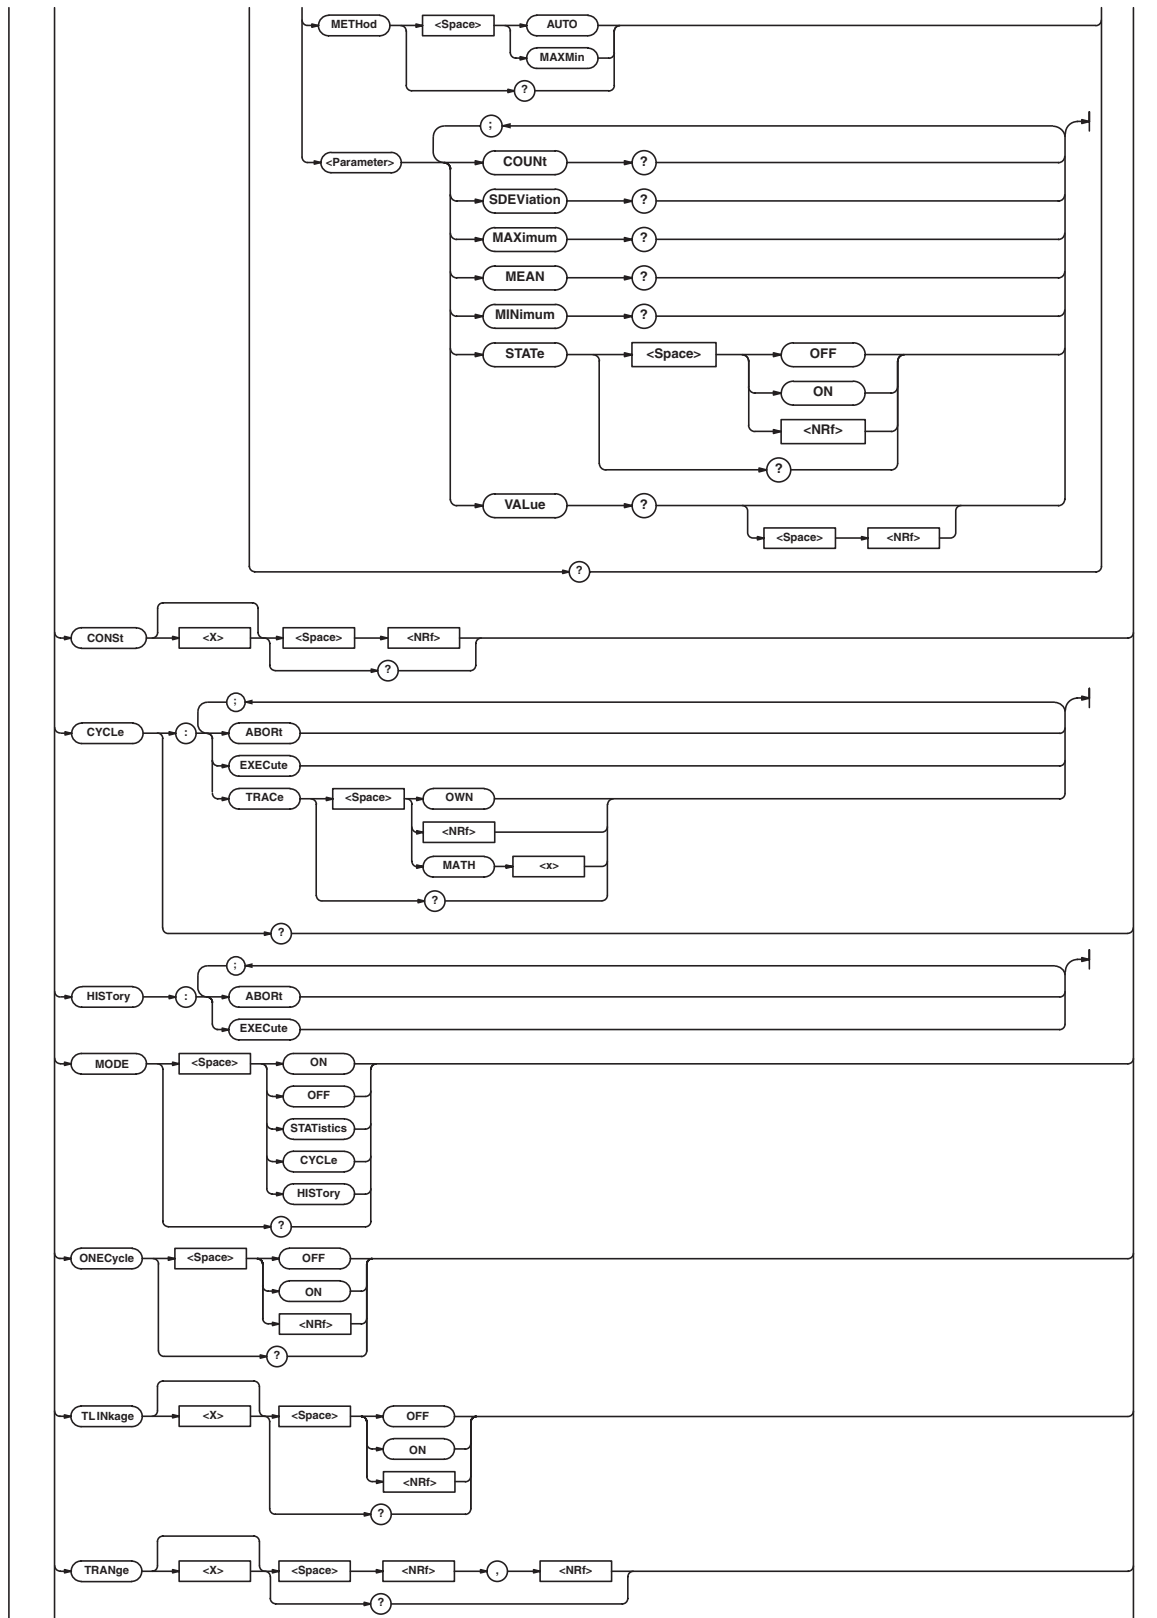 METHod <Space> AUTO
MAXMin
?
;
<Parameter> COUNt ?
SDEViation ?
MAXimum ?
MEAN ?
MINimum ?
STATe <Space> OFF
ON
<NRf>
?
VALue ?
<Space> <NRf>
?
CONSt <X> <Space> <NRf>
?
;
CYCLe : ABORt
EXECute
TRACe <Space> OWN
<NRf>
MATH <x>
?
?
;
HISTory : ABORt
EXECute
MODE <Space> ON
OFF
STATistics
CYCLe
HISTory
?
ONECycle <Space> OFF
ON
<NRf>
?
TLINkage <X> <Space> OFF
ON
<NRf>
?
TRANge <X> <Space> <NRf> , <NRf>
?